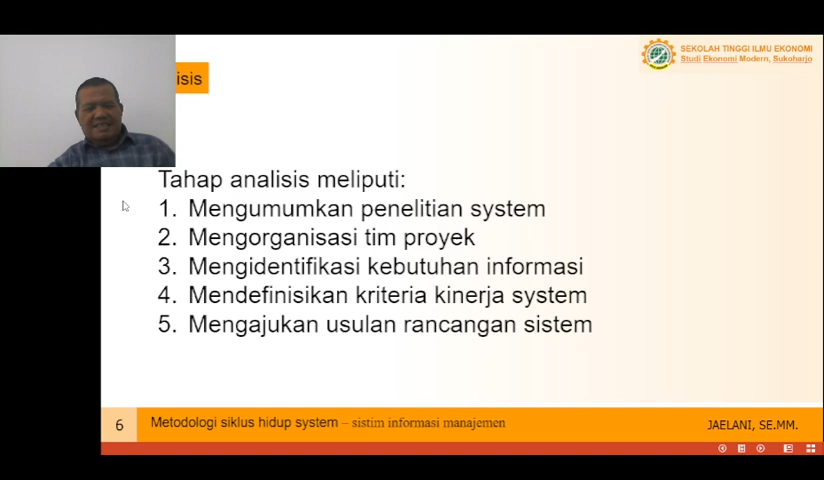 SEKOLAH TINGGI ILMU EKONOMI
Studi Ekonomi Modern, Sukoharjo
isis
Tahap analisis meliputi:
1. Mengumumkan penelitian system
2. Mengorganisasi tim proyek
3. Mengidentifikasi kebutuhan informasi
4. Mendefinisikan kriteria kinerja system
5. Mengajukan usulan rancangan sistem
6
Metodologi siklus hidup system – sistim informasi manajemen
JAELANI, SE.MM.